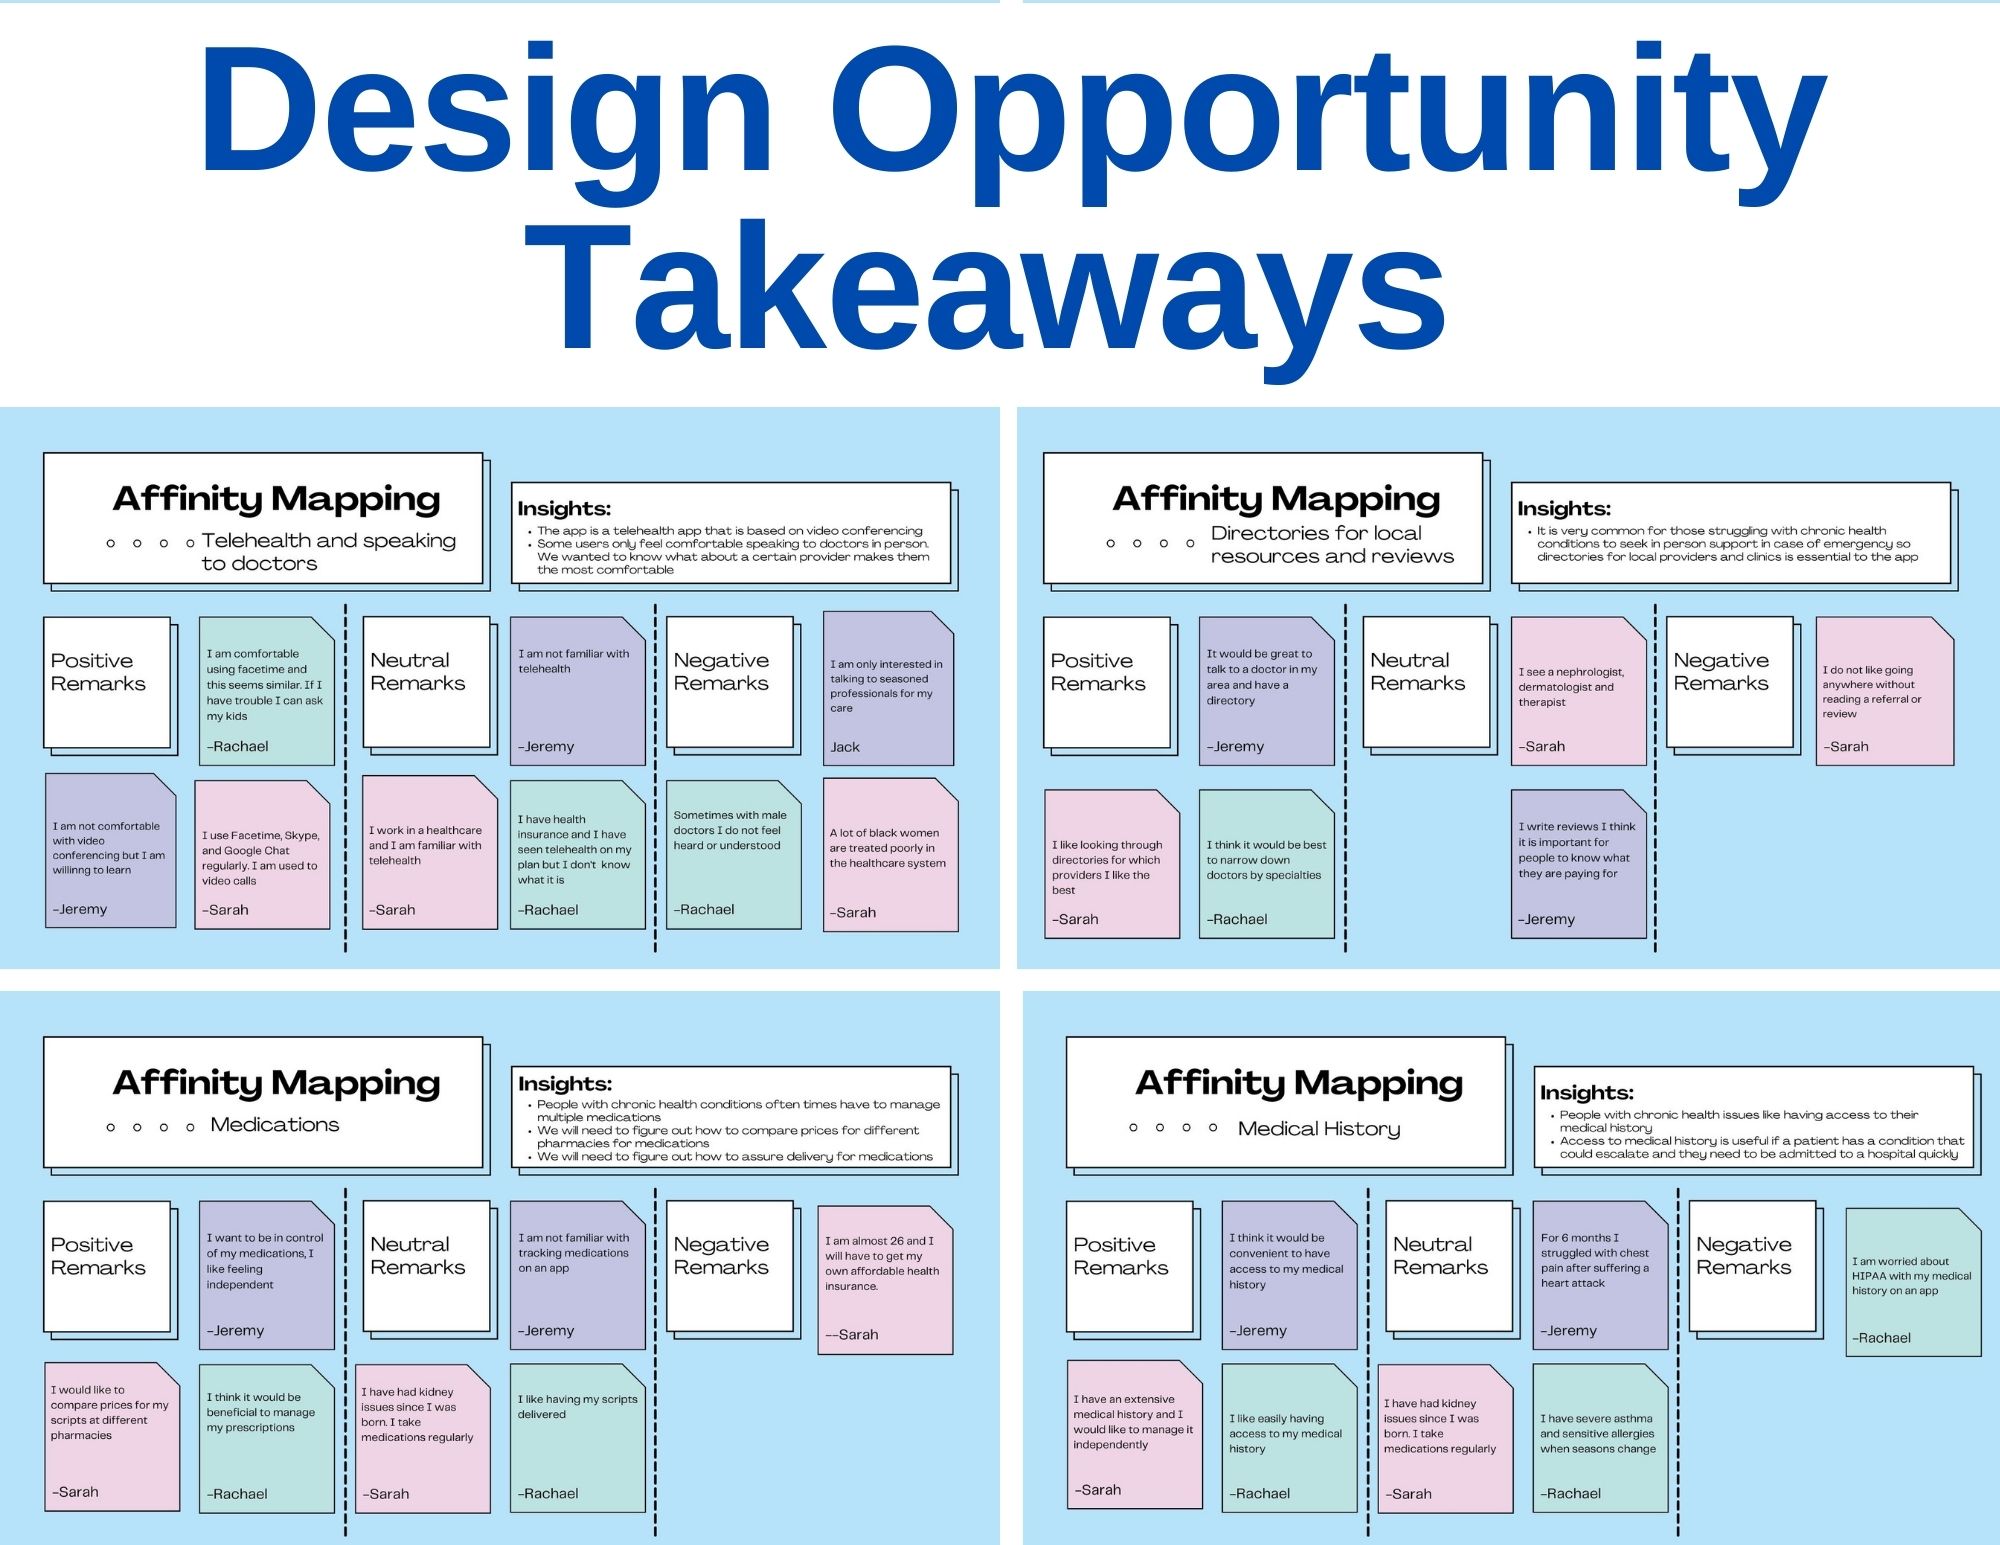 Design Opportunity
Takeaways
Affinity Mapping
Telehealth and speaking
to doctors
Insights:
• The app is a telehealth app that is based on video conferencing
• Some users only feel comfortable speaking to doctors in person.
We wanted to know what about a certain provider makes them
the most comfortable
Positive
Remarks
I am comfortable
using facetime and
this seems similar. If I
have trouble I can ask
my kids
-Rachael
I am not comfortable
with video
conferencing but I am
willinng to learn
-Jeremy
I use Facetime, Skype,
and Google Chat
regularly. I am used to
video calls
-Sarah
Neutral
Remarks
I am not familiar with
telehealth
-Jeremy
I work in a healthcare
and I am familiar with
telehealth
-Sarah
I have health
insurance and I have
seen telehealth on my
plan but I don't know
what it is
-Rachael
Negative
Remarks
I am only interested in
talking to seasoned
professionals for my
care
Jack
Sometimes with male
doctors I do not feel
heard or understood
-Rachael
A lot of black women
are treated poorly in
the healthcare system
-Sarah
Affinity Mapping
Directories for local
resources and reviews
Insights:
• It is very common for those struggling with chronic health
conditions to seek in person support in case of emergency so
directories for local providers and clinics is essential to the app
Positive
Remarks
It would be great to
talk to a doctor in my
area and have a
directory
-Jeremy
I like looking through
directories for which
providers I like the
best
-Sarah
I think it would be best
to narrow down
doctors by specialties
-Rachael
Neutral
Remarks
I see a nephrologist,
dermatologist and
therapist
-Sarah
I write reviews I think
it is important for
people to know what
they are paying for
-Jeremy
Negative
Remarks
I do not like going
anywhere without
reading a referral or
review
-Sarah
Affinity Mapping
Medications
Insights:
• People with chronic health conditions often times have to manage
multiple medications
• We will need to figure out how to compare prices for different
pharmacies for medications
• We will need to figure out how to assure delivery for medications
Positive
Remarks
I want to be in control
of my medications, I
like feeling
independent
-Jeremy
I would like to
compare prices for my
scripts at different
pharmacies
-Sarah
I think it would be
beneficial to manage
my prescriptions
-Rachael
Neutral
Remarks
I am not familiar with
tracking medications
on an app
-Jeremy
I have had kidney
issues since I was
born. I take
medications regularly
-Sarah
I like having my scripts
delivered
-Rachael
Negative
Remarks
I am almost 26 and I
will have to get my
own affordable health
insurance.
--Sarah
Affinity Mapping
Medical History
Insights:
• People with chronic health issues like having access to their
medical history
• Access to medical history is useful if a patient has a condition that
could escalate and they need to be admitted to a hospital quickly
Positive
Remarks
I think it would be
convenient to have
access to my medical
history
-Jeremy
I have an extensive
medical history and I
would like to manage it
independently
-Sarah
I like easily having
access to my medical
history
-Rachael
Neutral
Remarks
For 6 months I
struggled with chest
pain after suffering a
heart attack
-Jeremy
I have had kidney
issues since I was
born. I take
medications regularly
-Sarah
I have severe asthma
and sensitive allergies
when seasons change
-Rachael
Negative
Remarks
I am worried about
HIPAA with my medical
history on an app
-Rachael